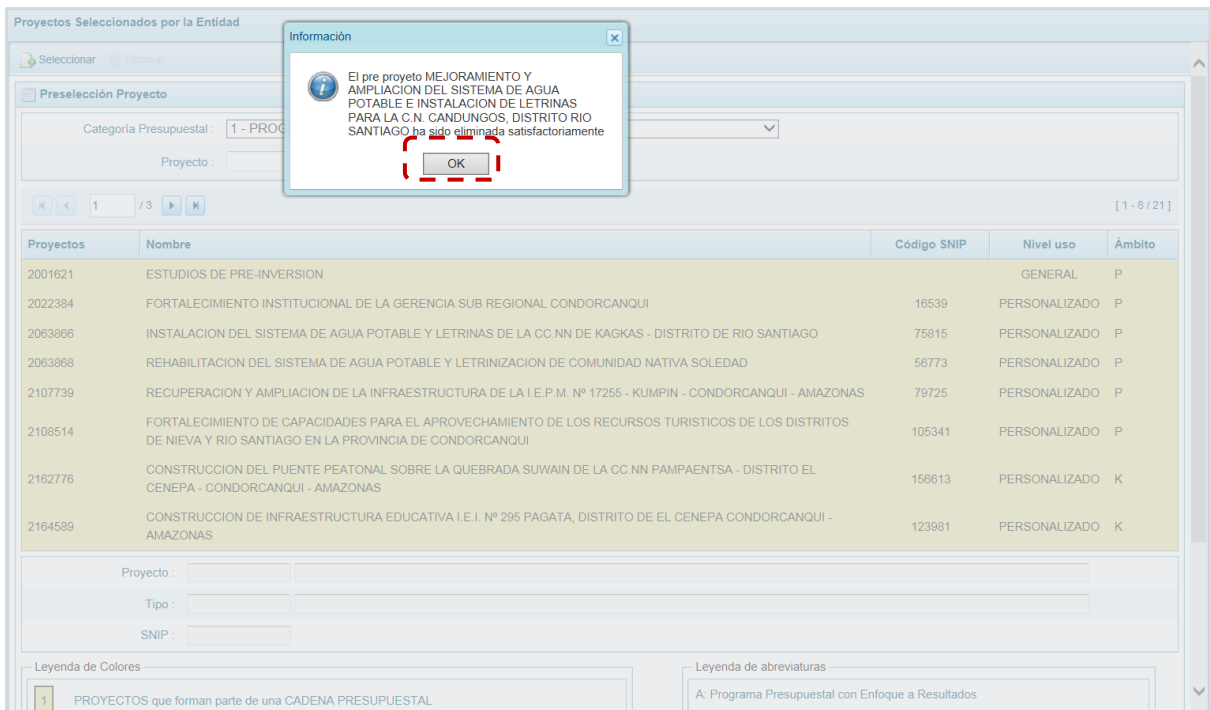 Proyectos Seleccionados por la Entidad
Seleccionar Eliminar
Información
El pre proyeto MEJORAMIENTO Y
AMPLIACION DEL SISTEMA DE AGUA
POTABLE E INSTALACION DE LETRINAS
PARA LA C.N. CANDUNGOS, DISTRITO RIO
SANTIAGO ha sido eliminada satisfactoriamente
OK
Preselección Proyecto
Categoría Presupuestal : 1 - PROG
Proyecto :
1 / 3 [ 1 - 8 / 21 ]
Proyectos Nombre Código SNIP Nivel uso Ámbito
2001621 ESTUDIOS DE PRE-INVERSION GENERAL P
2022384 FORTALECIMIENTO INSTITUCIONAL DE LA GERENCIA SUB REGIONAL CONDORCANQUI 16539 PERSONALIZADO P
2063866 INSTALACION DEL SISTEMA DE AGUA POTABLE Y LETRINAS DE LA CC.NN DE KAGKAS - DISTRITO DE RIO SANTIAGO 75815 PERSONALIZADO P
2063868 REHABILITACION DEL SISTEMA DE AGUA POTABLE Y LETRINIZACION DE COMUNIDAD NATIVA SOLEDAD 56773 PERSONALIZADO P
2107739 RECUPERACION Y AMPLIACION DE LA INFRAESTRUCTURA DE LA I.E.P.M. Nº 17255 - KUMPIN - CONDORCANQUI - AMAZONAS 79725 PERSONALIZADO P
2108514 FORTALECIMIENTO DE CAPACIDADES PARA EL APROVECHAMIENTO DE LOS RECURSOS TURISTICOS DE LOS DISTRITOS
DE NIEVA Y RIO SANTIAGO EN LA PROVINCIA DE CONDORCANQUI 105341 PERSONALIZADO P
2162776 CONSTRUCCION DEL PUENTE PEATONAL SOBRE LA QUEBRADA SUWAIN DE LA CC.NN PAMPAENTSA - DISTRITO EL
CENEPA - CONDORCANQUI - AMAZONAS 156613 PERSONALIZADO K
2164589 CONSTRUCCION DE INFRAESTRUCTURA EDUCATIVA I.E.I. Nº 295 PAGATA, DISTRITO DE EL CENEPA CONDORCANQUI -
AMAZONAS 123981 PERSONALIZADO K
Proyecto :
Tipo :
SNIP :
Leyenda de Colores
1 PROYECTOS que forman parte de una CADENA PRESUPUESTAL
Leyenda de abreviaturas
A: Programa Presupuestal con Enfoque a Resultados